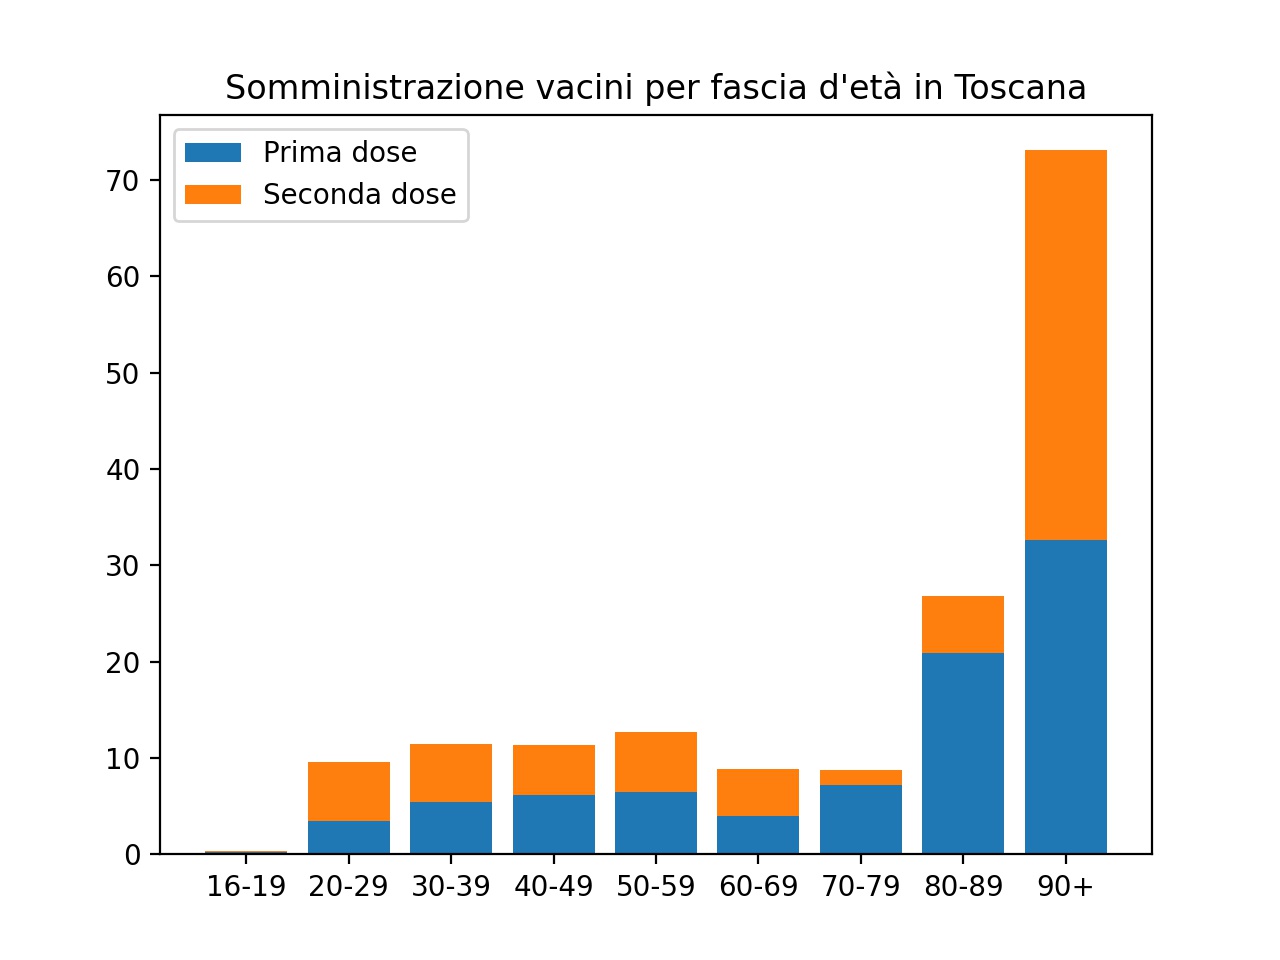 Somministrazione vacini per fascia d'età in Toscana
Prima dose
Seconda dose
70
60
50
40
30
20
10
0
16-19 20-29 30-39 40-49 50-59 60-69 70-79 80-89 90+